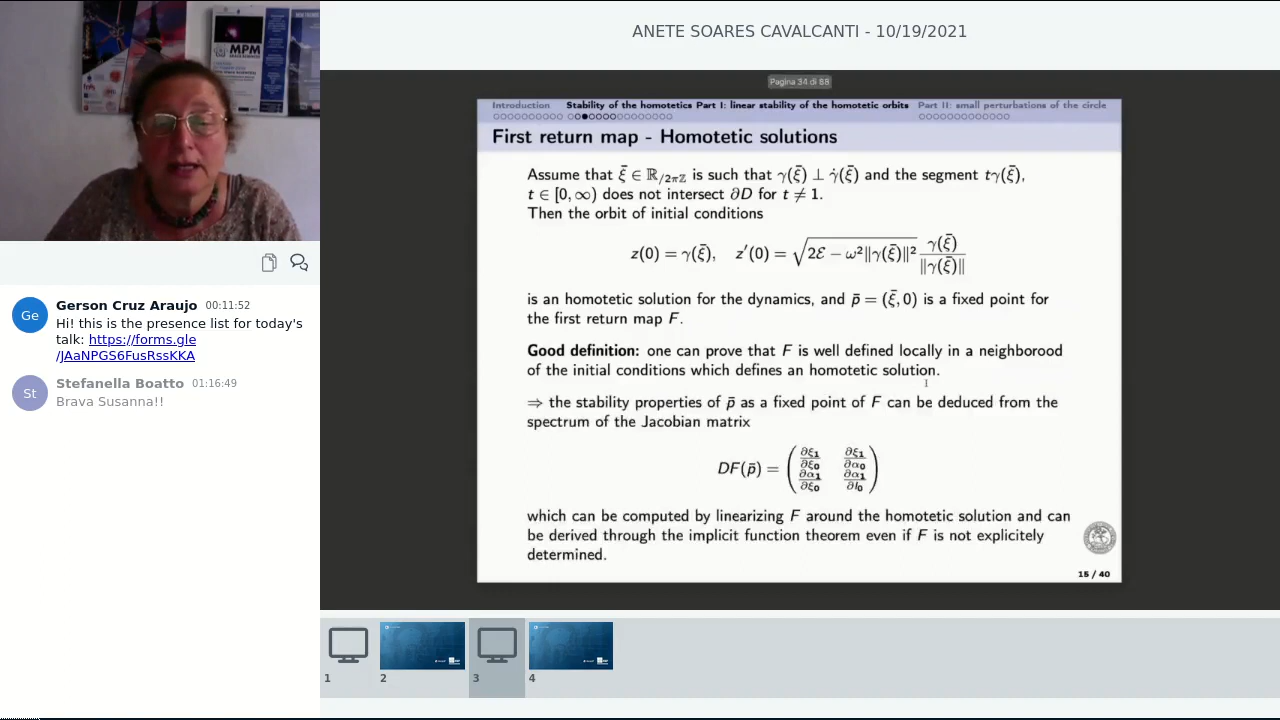 ANETE SOARES CAVALCANTI - 10/19/2021
MPM
Pagina 34 di 88
Introduction Stability of the homotetics Part I: linear stability of the homotetic orbits Part II: small perturbations of the circle
First return map - Homotetic solutions
Assume that ξ̄ ∈ ℝ/2πℤ is such that γ(ξ̄) ⊥ γ̇(ξ̄) and the segment tγ(ξ̄),
t ∈ [0, ∞) does not intersect ∂D for t ≠ 1.
Then the orbit of initial conditions
z(0) = γ(ξ̄), z′(0) = √(2ℰ − ω²‖γ(ξ̄)‖²) γ(ξ̄)/‖γ(ξ̄)‖
is an homotetic solution for the dynamics, and p̄ = (ξ̄, 0) is a fixed point for
the first return map F.
Good definition: one can prove that F is well defined locally in a neighborood
of the initial conditions which defines an homotetic solution.
⇒ the stability properties of p̄ as a fixed point of F can be deduced from the
spectrum of the Jacobian matrix
DF(p̄) = ( ∂ξ₁/∂ξ₀ ∂ξ₁/∂α₀
∂α₁/∂ξ₀ ∂α₁/∂I₀ )
which can be computed by linearizing F around the homotetic solution and can
be derived through the implicit function theorem even if F is not explicitely
determined.
15 / 40
Ge
Gerson Cruz Araujo 00:11:52
Hi! this is the presence list for today's
talk: https://forms.gle
/JAaNPGS6FusRssKKA
St
Stefanella Boatto 01:16:49
Brava Susanna!!
1
2
3
4